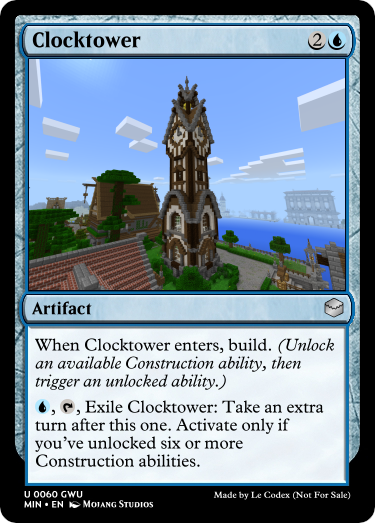 Clocktower 2
Artifact
When Clocktower enters, build. (Unlock
an available Construction ability, then
trigger an unlocked ability.)
, , Exile Clocktower: Take an extra
turn after this one. Activate only if
you've unlocked six or more
Construction abilities.
U 0060 GWU
MIN • EN Mojang Studios
Made by Le Codex (Not For Sale)